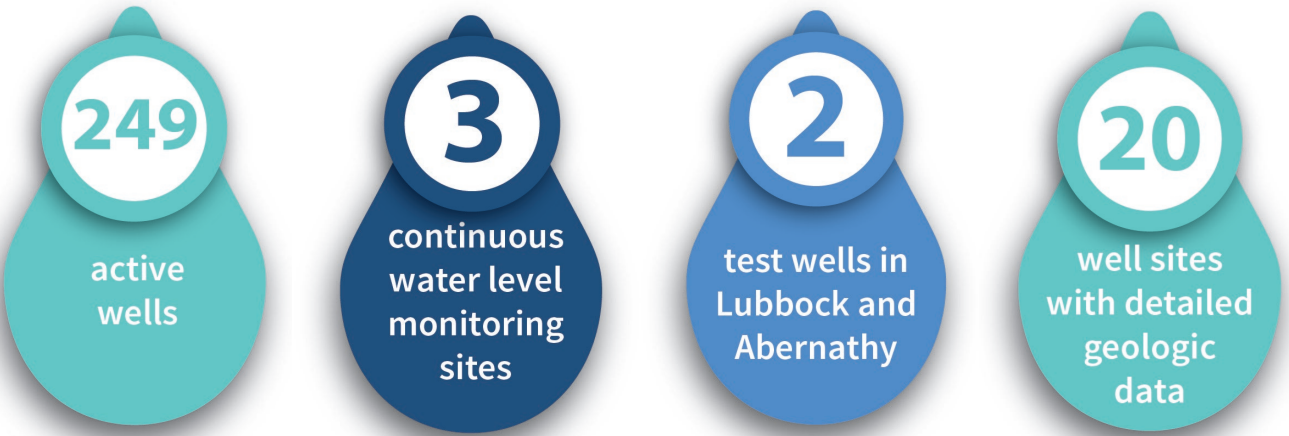 249
active
wells
3
continuous
water level
monitoring
sites
2
test wells in
Lubbock and
Abernathy
20
well sites
with detailed
geologic
data